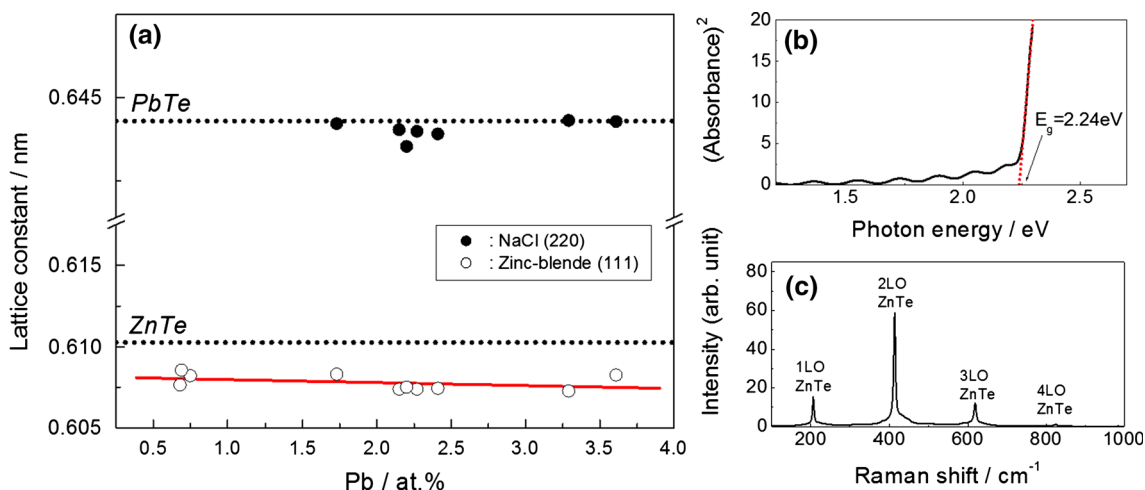 (a)
Lattice constant / nm
0.645
0.615
0.610
0.605
PbTe
ZnTe
● : NaCl (220)
○ : Zinc-blende (111)
0.5 1.0 1.5 2.0 2.5 3.0 3.5 4.0
Pb / at.%
(b)
(Absorbance)²
20
15
10
5
0
E_g=2.24eV
1.5 2.0 2.5
Photon energy / eV
(c)
Intensity (arb. unit)
80
60
40
20
0
1LO
ZnTe
2LO
ZnTe
3LO
ZnTe
4LO
ZnTe
200 400 600 800 1000
Raman shift / cm⁻¹